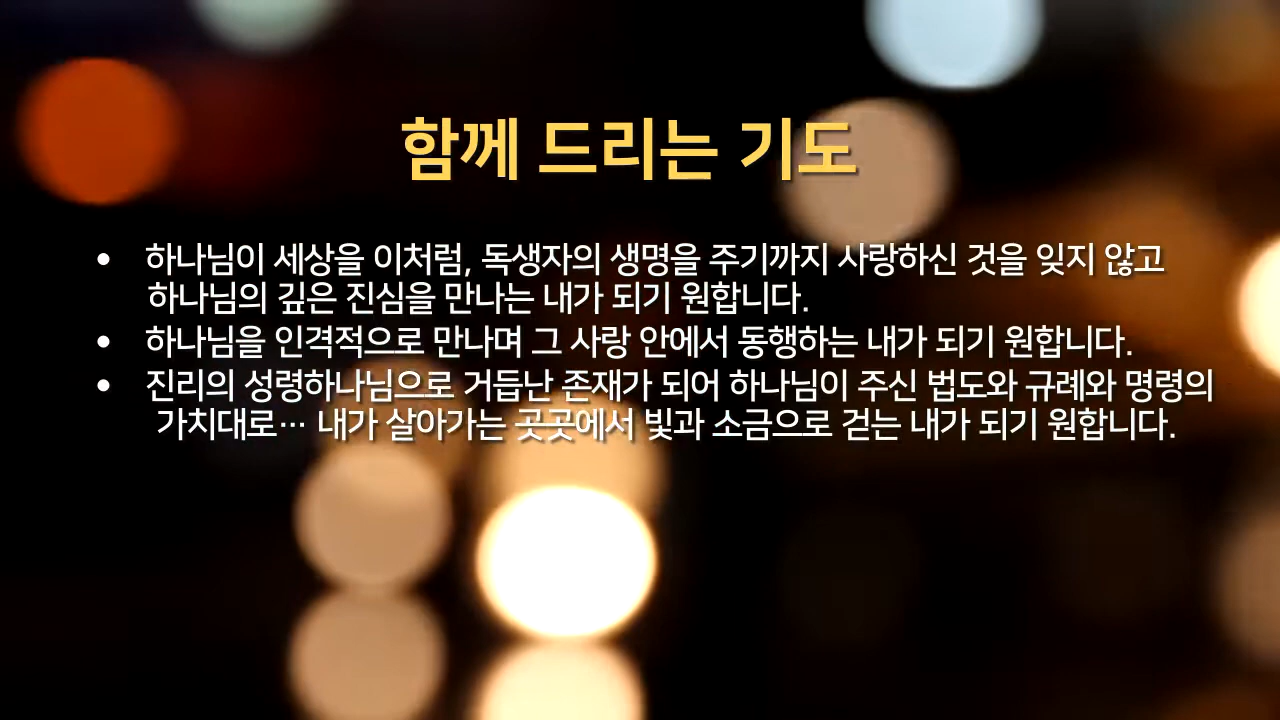 함께 드리는 기도
• 하나님이 세상을 이처럼, 독생자의 생명을 주기까지 사랑하신 것을 잊지 않고
하나님의 깊은 진심을 만나는 내가 되기 원합니다.
• 하나님을 인격적으로 만나며 그 사랑 안에서 동행하는 내가 되기 원합니다.
• 진리의 성령하나님으로 거듭난 존재가 되어 하나님이 주신 법도와 규례와 명령의
가치대로… 내가 살아가는 곳곳에서 빛과 소금으로 걷는 내가 되기 원합니다.